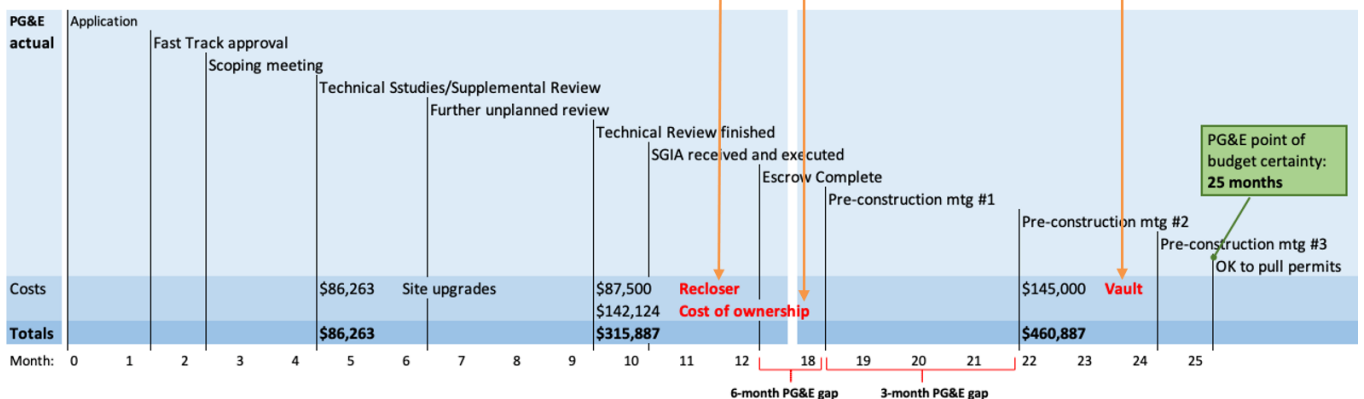 PG&E Application
actual
Fast Track approval
Scoping meeting
Technical Sstudies/Supplemental Review
Further unplanned review
Technical Review finished
SGIA received and executed
Escrow Complete
Pre-construction mtg #1
Pre-construction mtg #2
Pre-construction mtg #3
OK to pull permits
PG&E point of
budget certainty:
25 months
Costs $86,263 Site upgrades $87,500 Recloser $145,000 Vault
$142,124 Cost of ownership
Totals $86,263 $315,887 $460,887
Month: 0 1 2 3 4 5 6 7 8 9 10 11 12 18 19 20 21 22 23 24 25
6-month PG&E gap 3-month PG&E gap